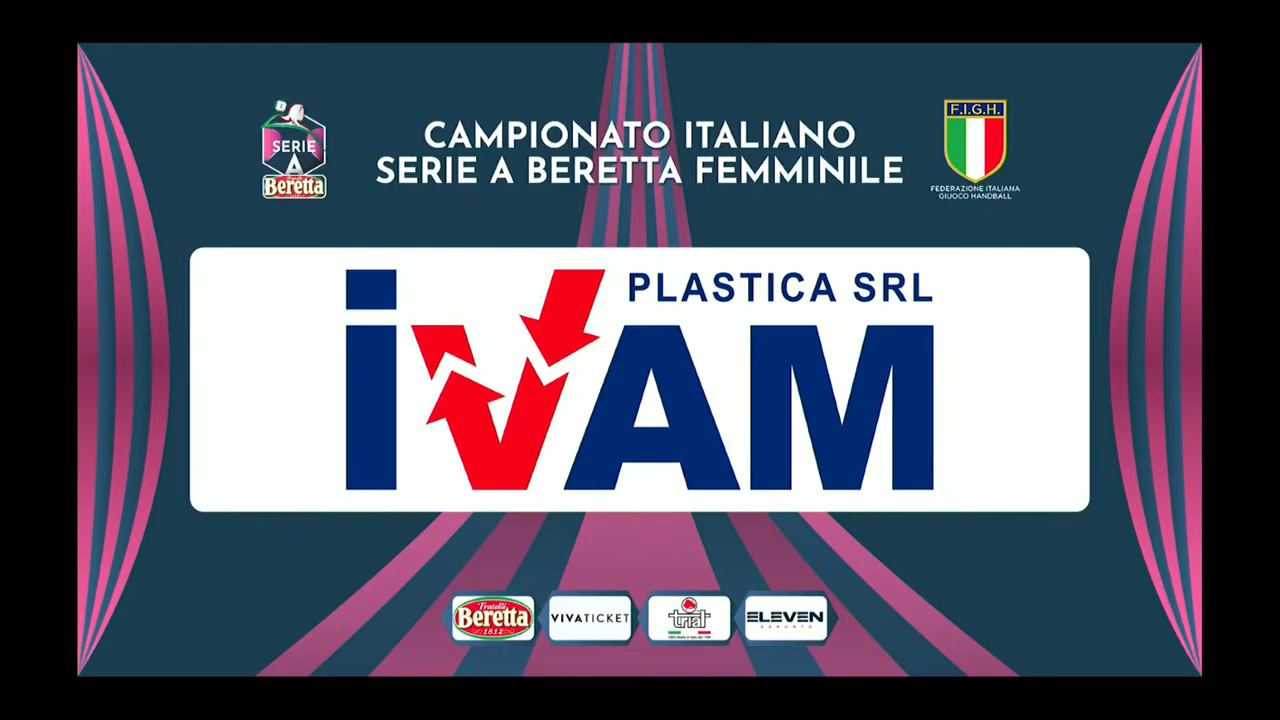 CAMPIONATO ITALIANO
SERIE A BERETTA FEMMINILE
SERIE
A
Beretta
F.I.G.H.
FEDERAZIONE ITALIANA
GIUOCO HANDBALL
PLASTICA SRL
iVAM
Fratelli
Beretta
1812
VIVATICKET
trial
ELEVEN
ESPORTS